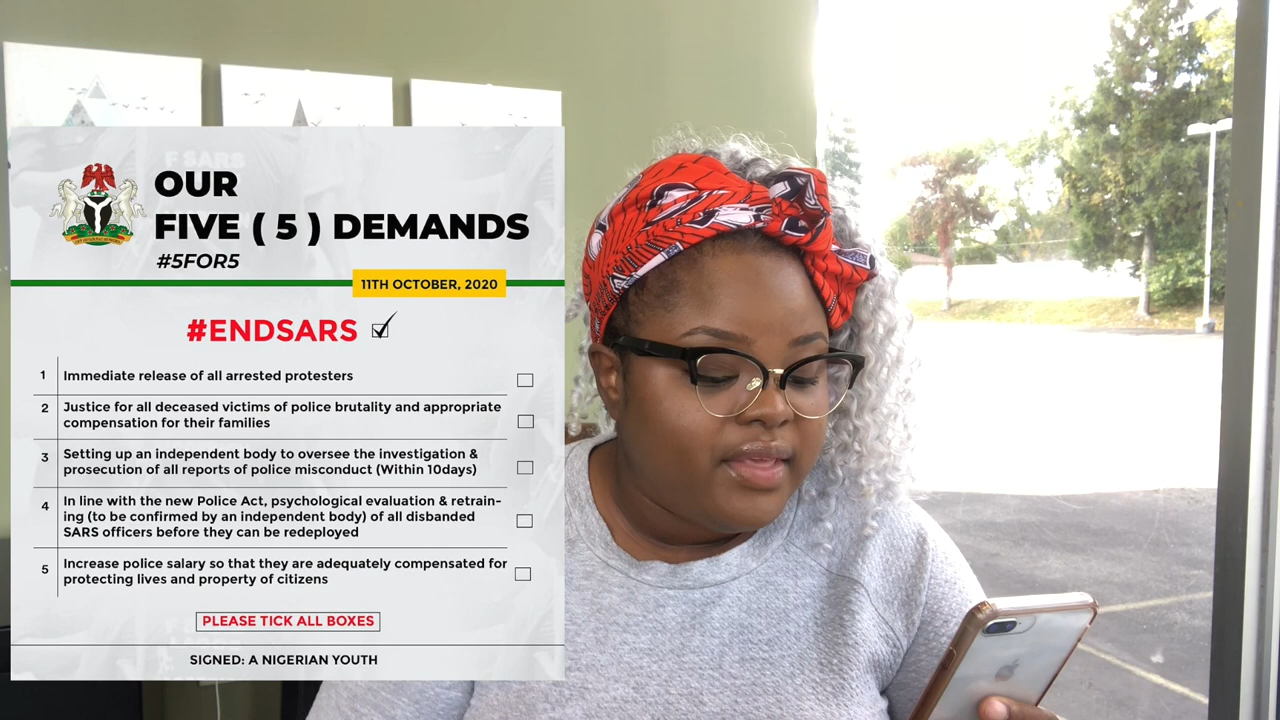 OUR
FIVE ( 5 ) DEMANDS
#5FOR5
11TH OCTOBER, 2020
#ENDSARS
1 Immediate release of all arrested protesters
2 Justice for all deceased victims of police brutality and appropriate
compensation for their families
3 Setting up an independent body to oversee the investigation &
prosecution of all reports of police misconduct (Within 10days)
4 In line with the new Police Act, psychological evaluation & retrain-
ing (to be confirmed by an independent body) of all disbanded
SARS officers before they can be redeployed
5 Increase police salary so that they are adequately compensated for
protecting lives and property of citizens
PLEASE TICK ALL BOXES
SIGNED: A NIGERIAN YOUTH